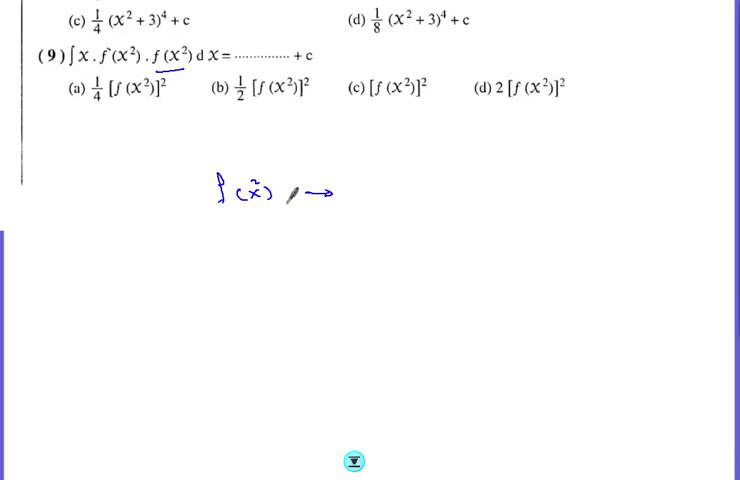 (c) 1/4 (x² + 3)⁴ + c (d) 1/8 (x² + 3)⁴ + c
(9) ∫ x . f`(x²) . f (x²) d x = .............. + c
(a) 1/4 [f (x²)]² (b) 1/2 [f (x²)]² (c) [f (x²)]² (d) 2 [f (x²)]²
f (x²) →